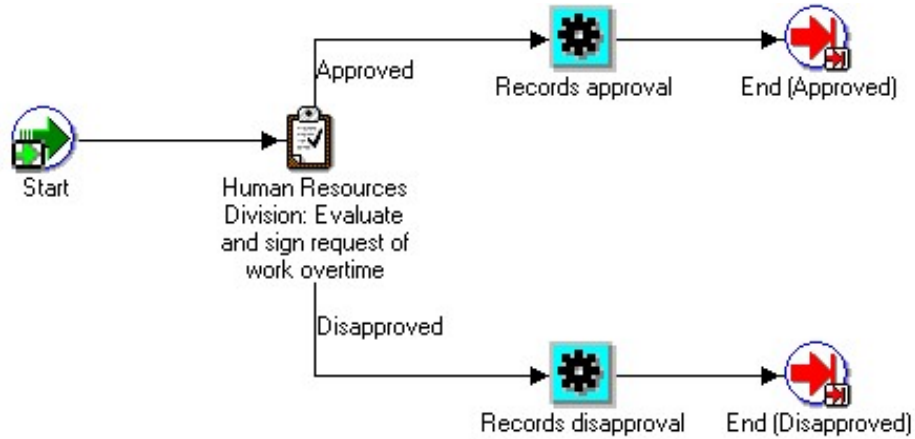 Approved
Records approval
End (Approved)
Start
Human Resources
Division: Evaluate
and sign request of
work overtime
Disapproved
Records disapproval
End (Disapproved)